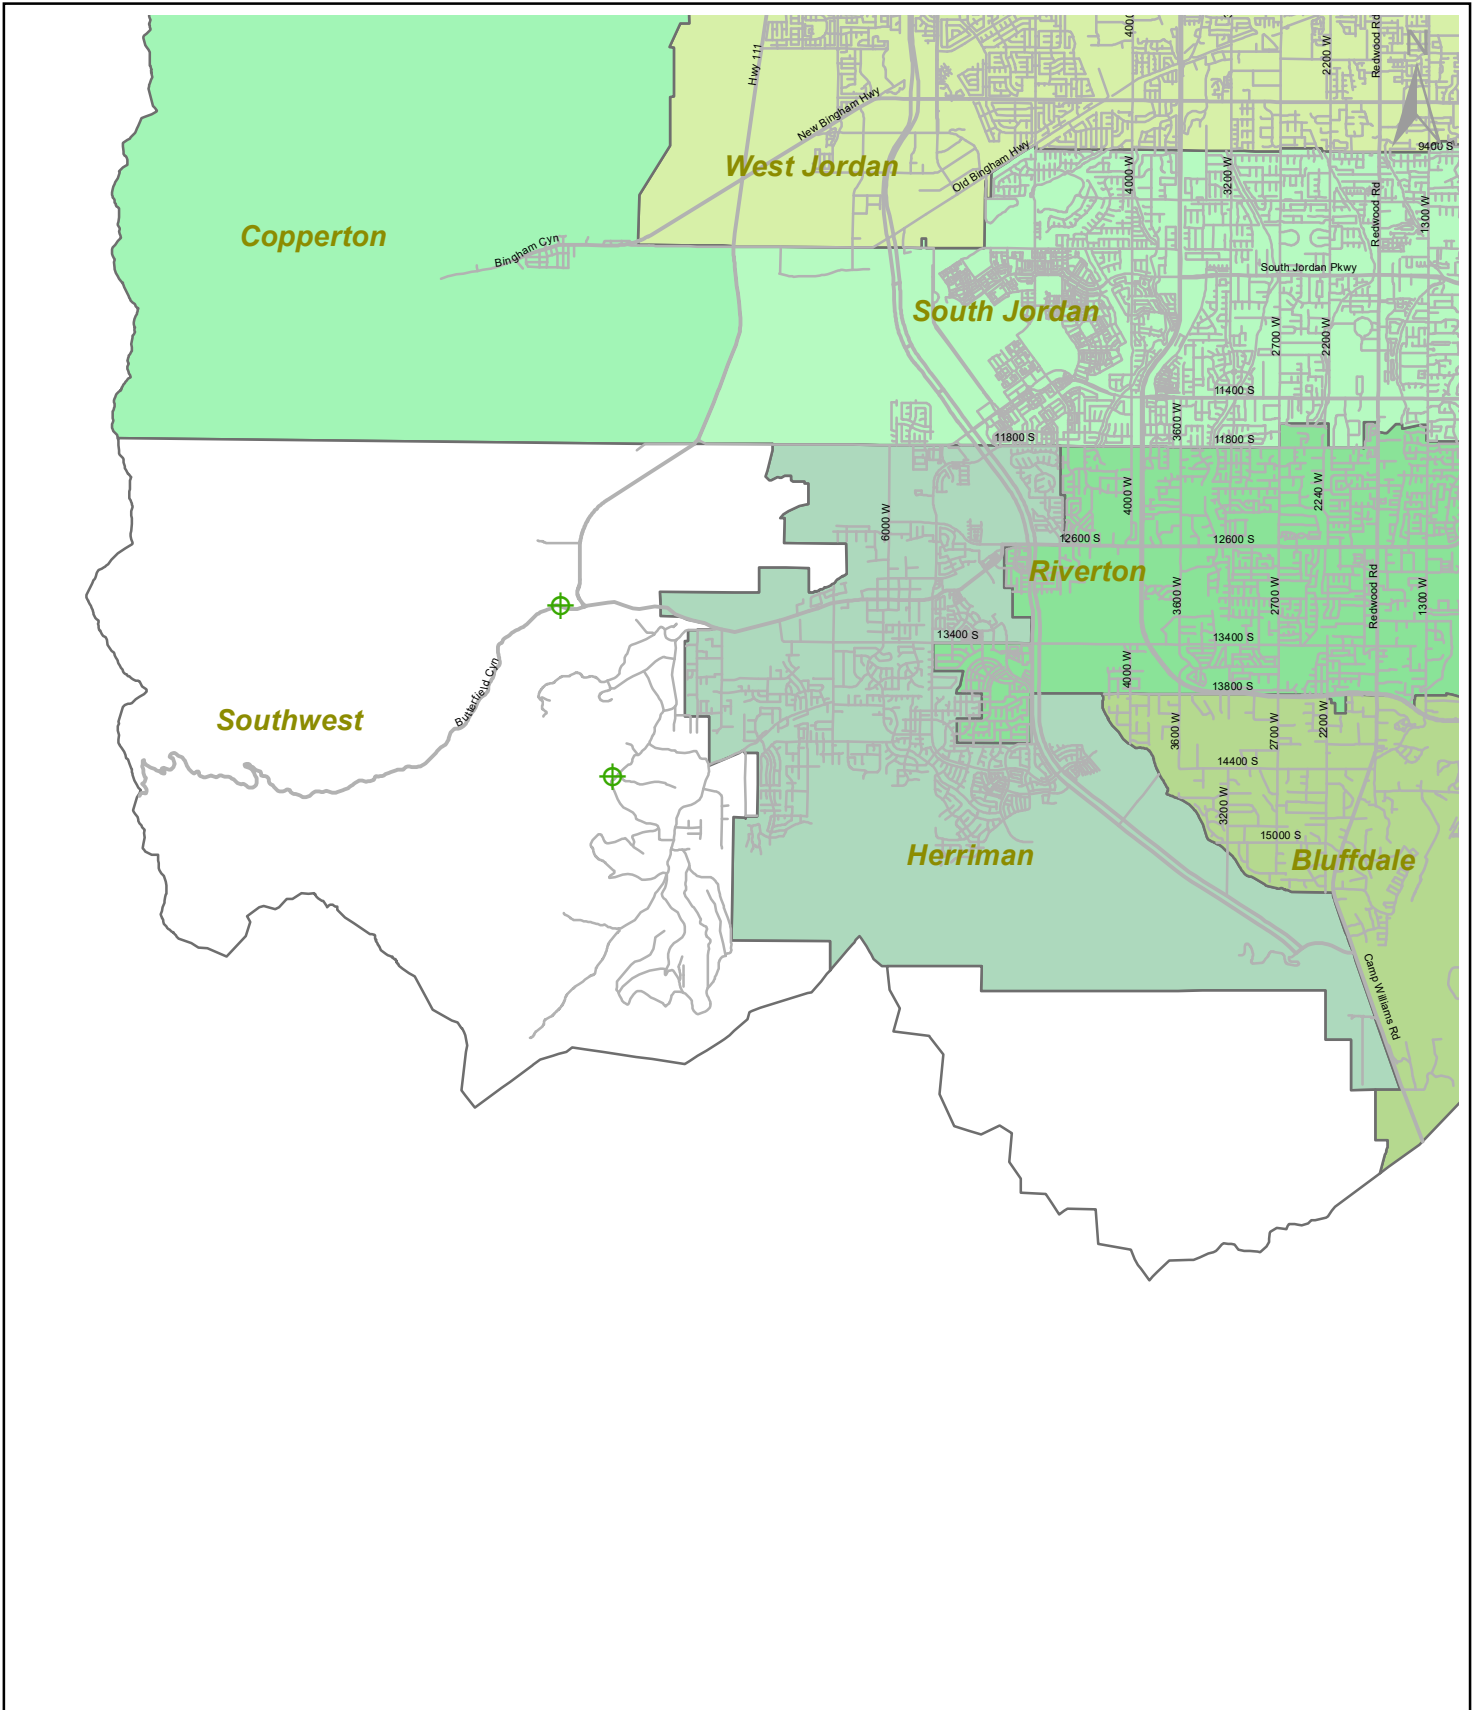 4000
2200 W
Redwood Rd
N
Hwy 111
New Bingham Hwy
Old Bingham Hwy
9400 S
West Jordan
4000 W
3200 W
Redwood Rd
1300 W
Copperton
Bingham Cyn
South Jordan Pkwy
South Jordan
2700 W
2200 W
11400 S
3600 W
11800 S
11800 S
4000 W
2240 W
6000 W
12600 S
12600 S
Riverton
3600 W
2700 W
Redwood Rd
1300 W
13400 S
13400 S
4000 W
13800 S
Butterfield Cyn
Southwest
3600 W
2700 W
2200 W
14400 S
3200 W
15000 S
Herriman
Bluffdale
Camp Williams Rd